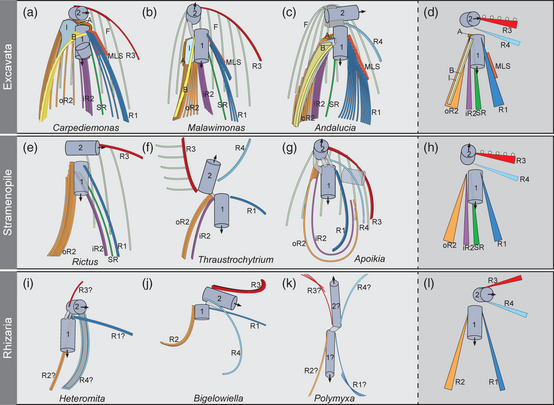 Excavata
(a)
2
A
F
B
R3
1
MLS
oR2
iR2
SR
R1
Carpediemonas
(b)
2
F
A
I
1
R3
B
MLS
oR2
iR2
SR
R1
Malawimonas
(c)
2
F
A
B
1
R4
R3
MLS
oR2
iR2
SR
R1
Andalucia
(d)
2
R3
A
R4
1
MLS
B
I
oR2
iR2
SR
R1
Stramenopile
(e)
2
R3
1
oR2
iR2
SR
R1
Rictus
(f)
R3
R4
2
1
R1
oR2
iR2
Thraustrochytrium
(g)
2
1
R4
R3
R1
oR2
iR2
Apoikia
(h)
2
R3
R4
1
oR2
iR2
SR
R1
Rhizaria
(i)
R3?
2
1
R1?
R2?
R4?
Heteromita
(j)
R3
2
1
R1
R2
R4
Bigelowiella
(k)
R3?
R4?
2?
1?
R2?
R1?
Polymyxa
(l)
R3
2
R4
1
R2
R1